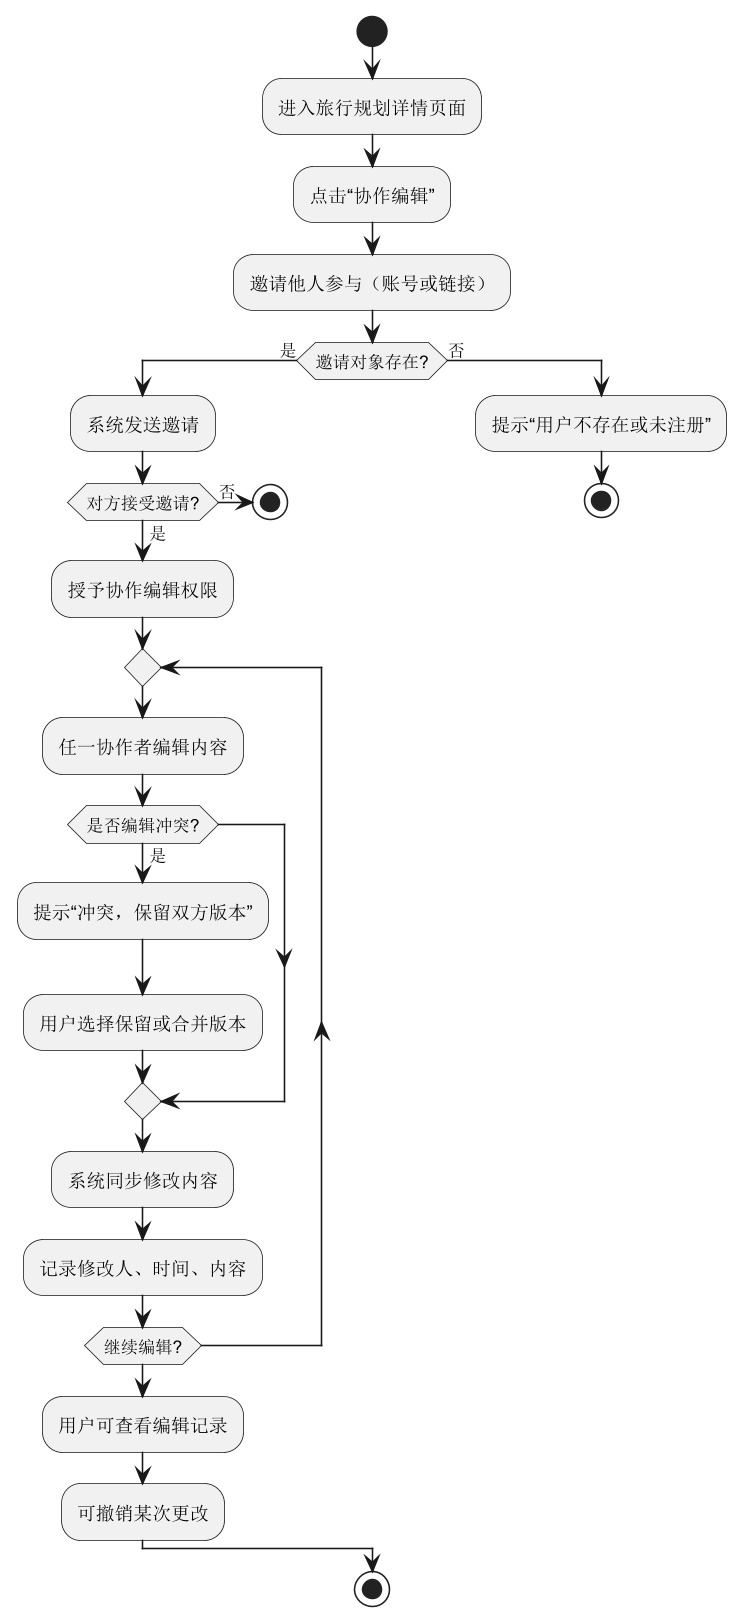 进入旅行规划详情页面
点击“协作编辑”
邀请他人参与（账号或链接）
是
邀请对象存在?
否
系统发送邀请
提示“用户不存在或未注册”
对方接受邀请?
否
是
授予协作编辑权限
任一协作者编辑内容
是否编辑冲突?
是
提示“冲突，保留双方版本”
用户选择保留或合并版本
系统同步修改内容
记录修改人、时间、内容
继续编辑?
用户可查看编辑记录
可撤销某次更改